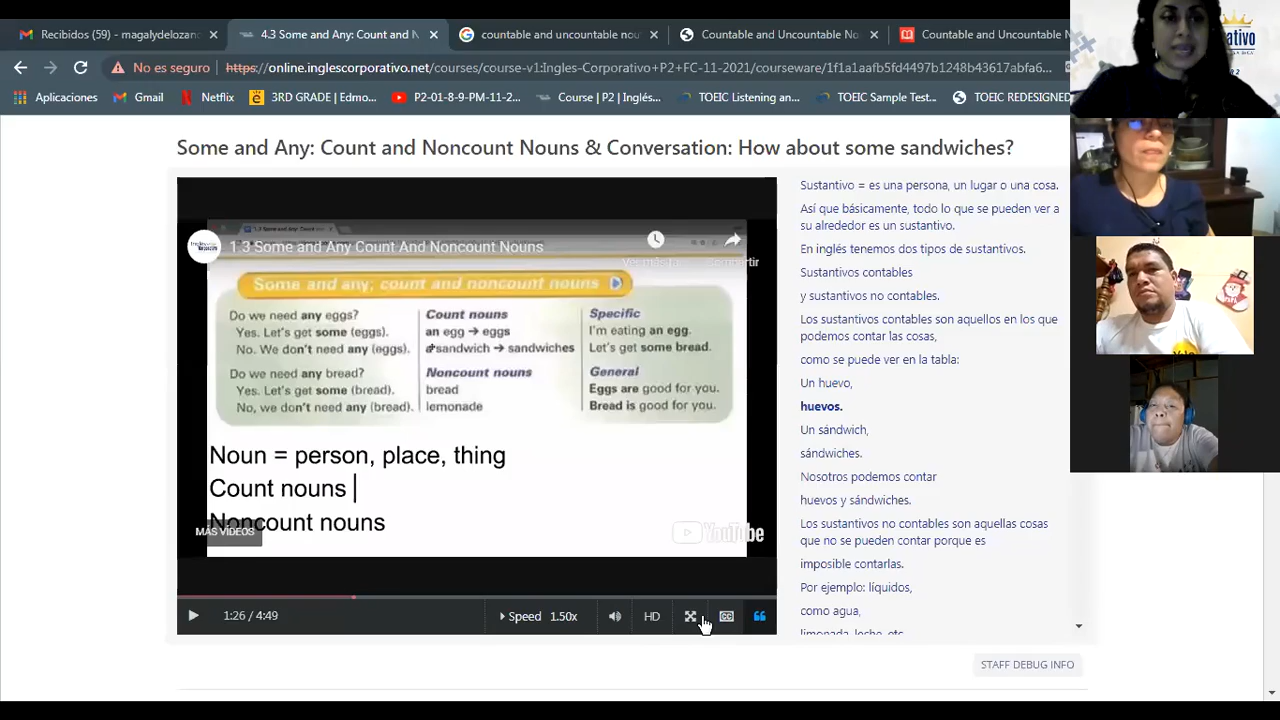 Recibidos (59) - magalydelozan
4.3 Some and Any: Count and N
countable and uncountable nou
Countable and Uncountable No
Countable and Uncountable
No es seguro
https://online.inglescorporativo.net/courses/course-v1:Ingles-Corporativo+P2+FC-11-2021/courseware/1f1a1aafb5fd4497b1248b43617abfa6...
Aplicaciones
Gmail
Netflix
3RD GRADE | Edmo...
P2-01-8-9-PM-11-2...
Course | P2 | Inglés...
TOEIC Listening an...
TOEIC Sample Test...
TOEIC REDESIGNED
Some and Any: Count and Noncount Nouns & Conversation: How about some sandwiches?
1.3 Some and Any Count And Noncount Nouns
Some and any; count and noncount nouns
Do we need any eggs?
Yes. Let's get some (eggs).
No. We don't need any (eggs).
Do we need any bread?
Yes. Let's get some (bread).
No, we don't need any (bread).
Count nouns
an egg → eggs
a sandwich → sandwiches
Noncount nouns
bread
lemonade
Specific
I'm eating an egg.
Let's get some bread.
General
Eggs are good for you.
Bread is good for you.
Noun = person, place, thing
Count nouns
Noncount nouns
MÁS VÍDEOS
YouTube
1:26 / 4:49
Speed 1.50x
HD
CC
Sustantivo = es una persona, un lugar o una cosa.
Así que básicamente, todo lo que se pueden ver a
su alrededor es un sustantivo.
En inglés tenemos dos tipos de sustantivos.
Sustantivos contables
y sustantivos no contables.
Los sustantivos contables son aquellos en los que
podemos contar las cosas,
como se puede ver en la tabla:
Un huevo,
huevos.
Un sándwich,
sándwiches.
Nosotros podemos contar
huevos y sándwiches.
Los sustantivos no contables son aquellas cosas
que no se pueden contar porque es
imposible contarlas.
Por ejemplo: líquidos,
como agua,
limonada, leche, etc.
STAFF DEBUG INFO